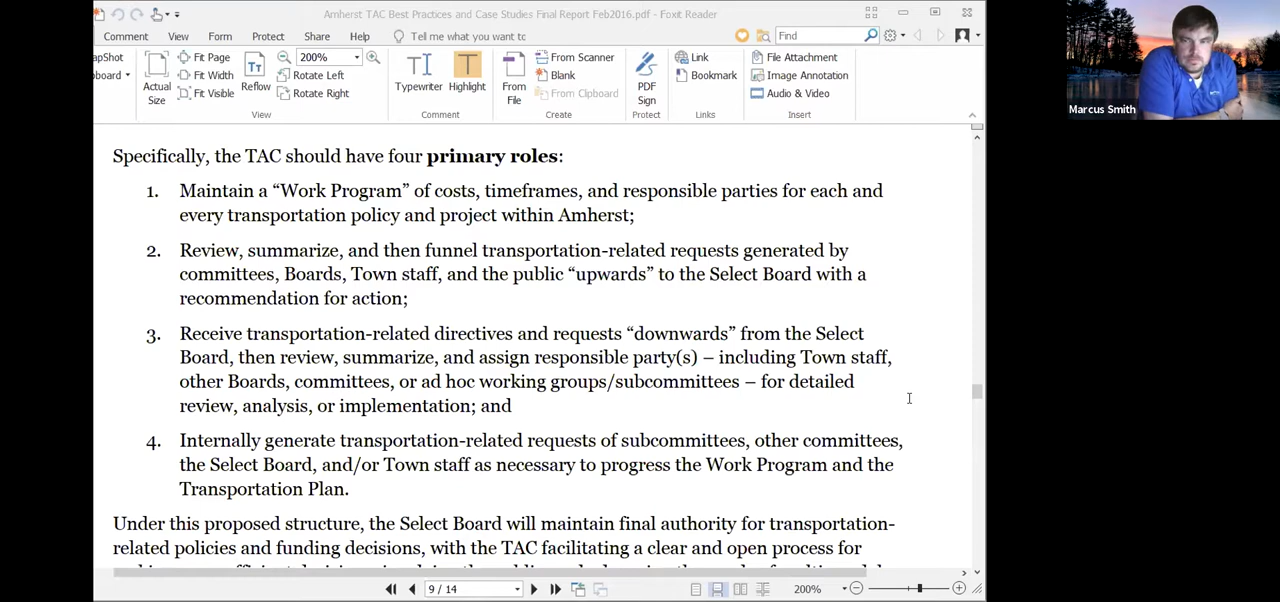 Amherst TAC Best Practices and Case Studies Final Report Feb2016.pdf - Foxit Reader
Comment View Form Protect Share Help Tell me what you want to Find
apShot
board
Actual Size
Fit Page
Fit Width
Fit Visible
Reflow
200%
Rotate Left
Rotate Right
View
Typewriter Highlight
Comment
From File
From Scanner
Blank
From Clipboard
Create
PDF Sign
Protect
Link
Bookmark
Links
File Attachment
Image Annotation
Audio & Video
Insert
Marcus Smith
Specifically, the TAC should have four primary roles:
1. Maintain a “Work Program” of costs, timeframes, and responsible parties for each and
every transportation policy and project within Amherst;
2. Review, summarize, and then funnel transportation-related requests generated by
committees, Boards, Town staff, and the public “upwards” to the Select Board with a
recommendation for action;
3. Receive transportation-related directives and requests “downwards” from the Select
Board, then review, summarize, and assign responsible party(s) – including Town staff,
other Boards, committees, or ad hoc working groups/subcommittees – for detailed
review, analysis, or implementation; and
4. Internally generate transportation-related requests of subcommittees, other committees,
the Select Board, and/or Town staff as necessary to progress the Work Program and the
Transportation Plan.
Under this proposed structure, the Select Board will maintain final authority for transportation-
related policies and funding decisions, with the TAC facilitating a clear and open process for
9 / 14
200%